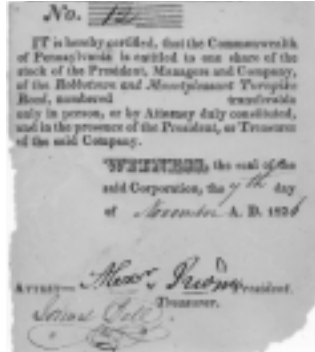 No. 12
IT is hereby certified, that the Commonwealth
of Pennsylvania is entitled to one share of the
stock of the President, Managers and Company,
of the Robbstown and Mountpleasant Turnpike
Road, numbered transferable
only in person, or by Attorney duly constituted,
and in the presence of the President, or Treasurer
of the said Company.
WITNESS, the seal of the
said Corporation, the 7th day
of November A. D. 182
ATTEST— President.
Treasurer.